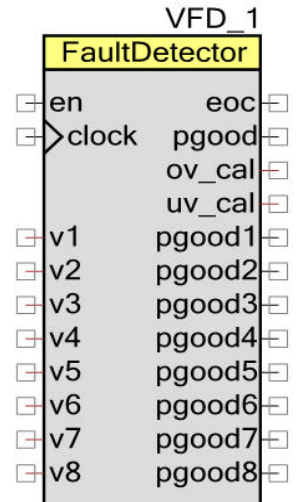 VFD_1
FaultDetector
en eoc
clock pgood
ov_cal
uv_cal
v1 pgood1
v2 pgood2
v3 pgood3
v4 pgood4
v5 pgood5
v6 pgood6
v7 pgood7
v8 pgood8